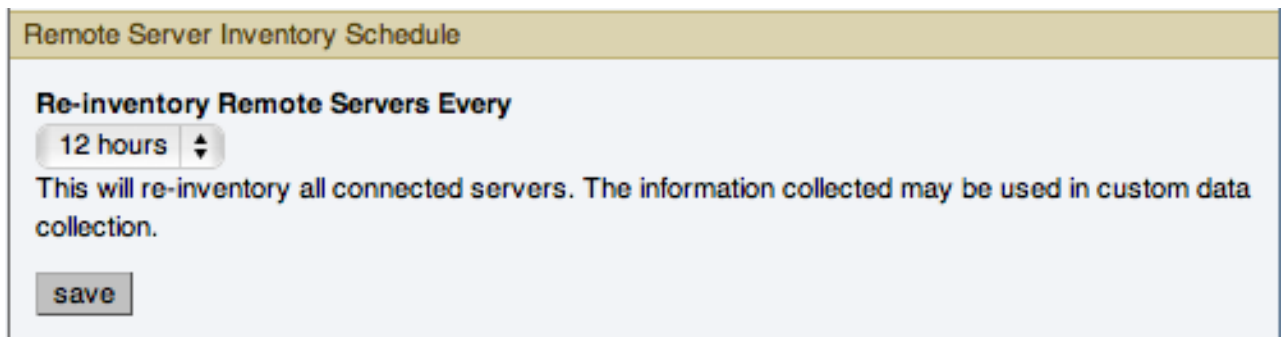 Remote Server Inventory Schedule
Re-inventory Remote Servers Every
12 hours
This will re-inventory all connected servers. The information collected may be used in custom data
collection.
save